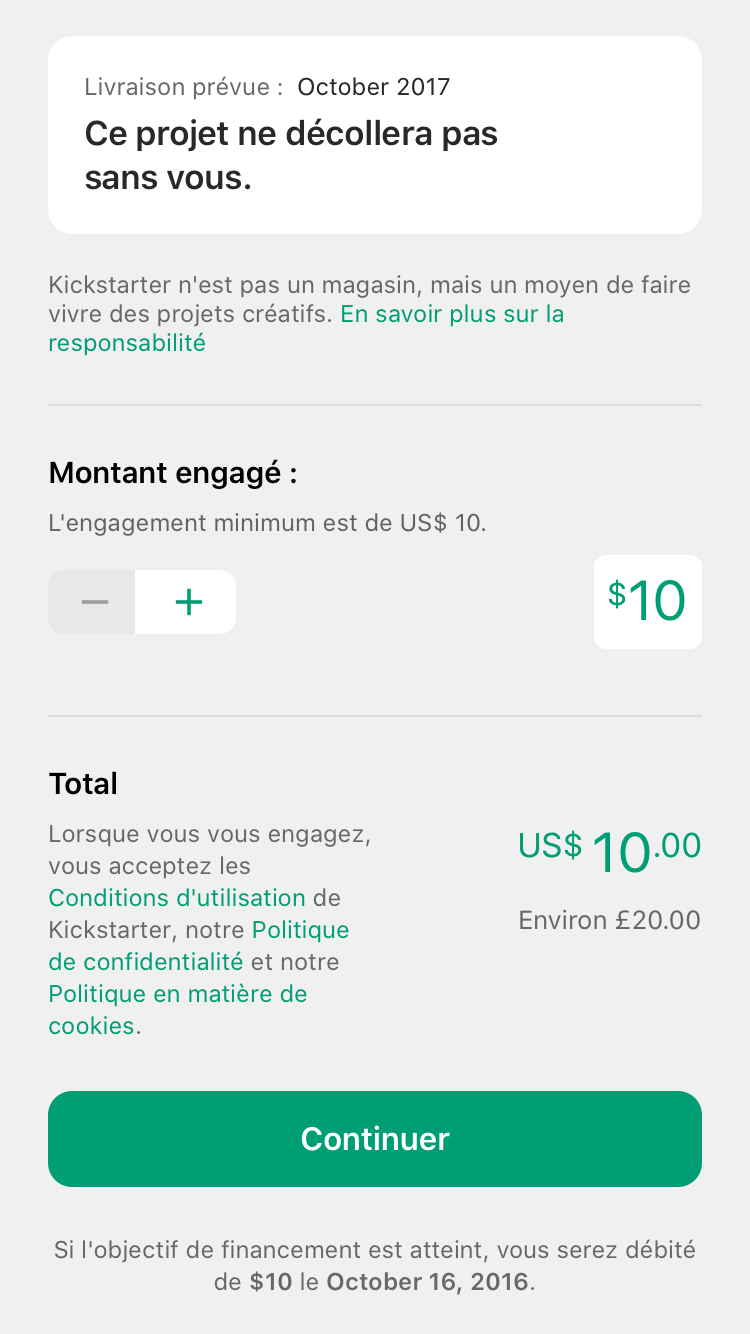 Livraison prévue : October 2017
Ce projet ne décollera pas
sans vous.
Kickstarter n'est pas un magasin, mais un moyen de faire
vivre des projets créatifs. En savoir plus sur la
responsabilité
Montant engagé :
L'engagement minimum est de US$ 10.
− +
$10
Total
Lorsque vous vous engagez,
vous acceptez les
Conditions d'utilisation de
Kickstarter, notre Politique
de confidentialité et notre
Politique en matière de
cookies.
US$ 10.00
Environ £20.00
Continuer
Si l'objectif de financement est atteint, vous serez débité
de $10 le October 16, 2016.